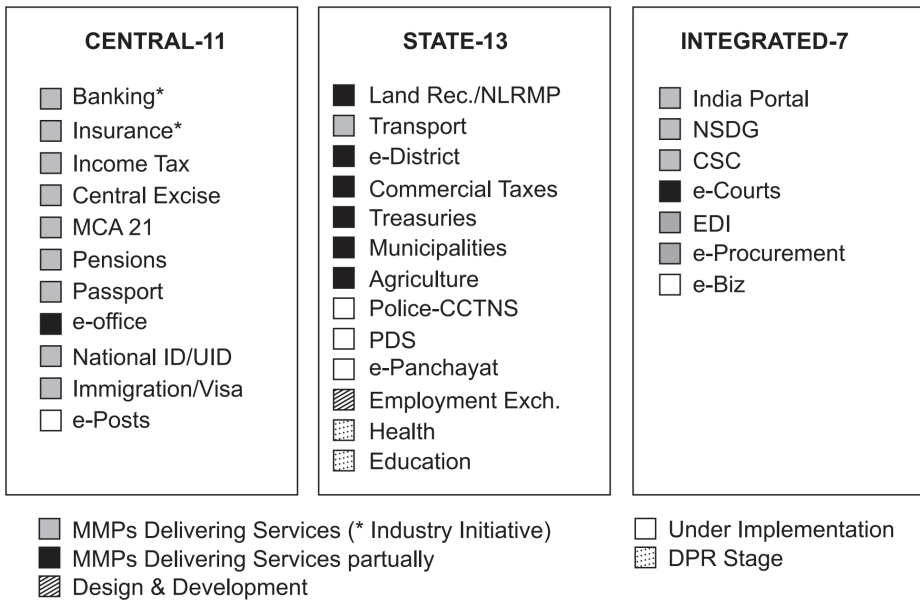 CENTRAL-11
Banking*
Insurance*
Income Tax
Central Excise
MCA 21
Pensions
Passport
e-office
National ID/UID
Immigration/Visa
e-Posts
STATE-13
Land Rec./NLRMP
Transport
e-District
Commercial Taxes
Treasuries
Municipalities
Agriculture
Police-CCTNS
PDS
e-Panchayat
Employment Exch.
Health
Education
INTEGRATED-7
India Portal
NSDG
CSC
e-Courts
EDI
e-Procurement
e-Biz
MMPs Delivering Services (* Industry Initiative)
MMPs Delivering Services partually
Design & Development
Under Implementation
DPR Stage